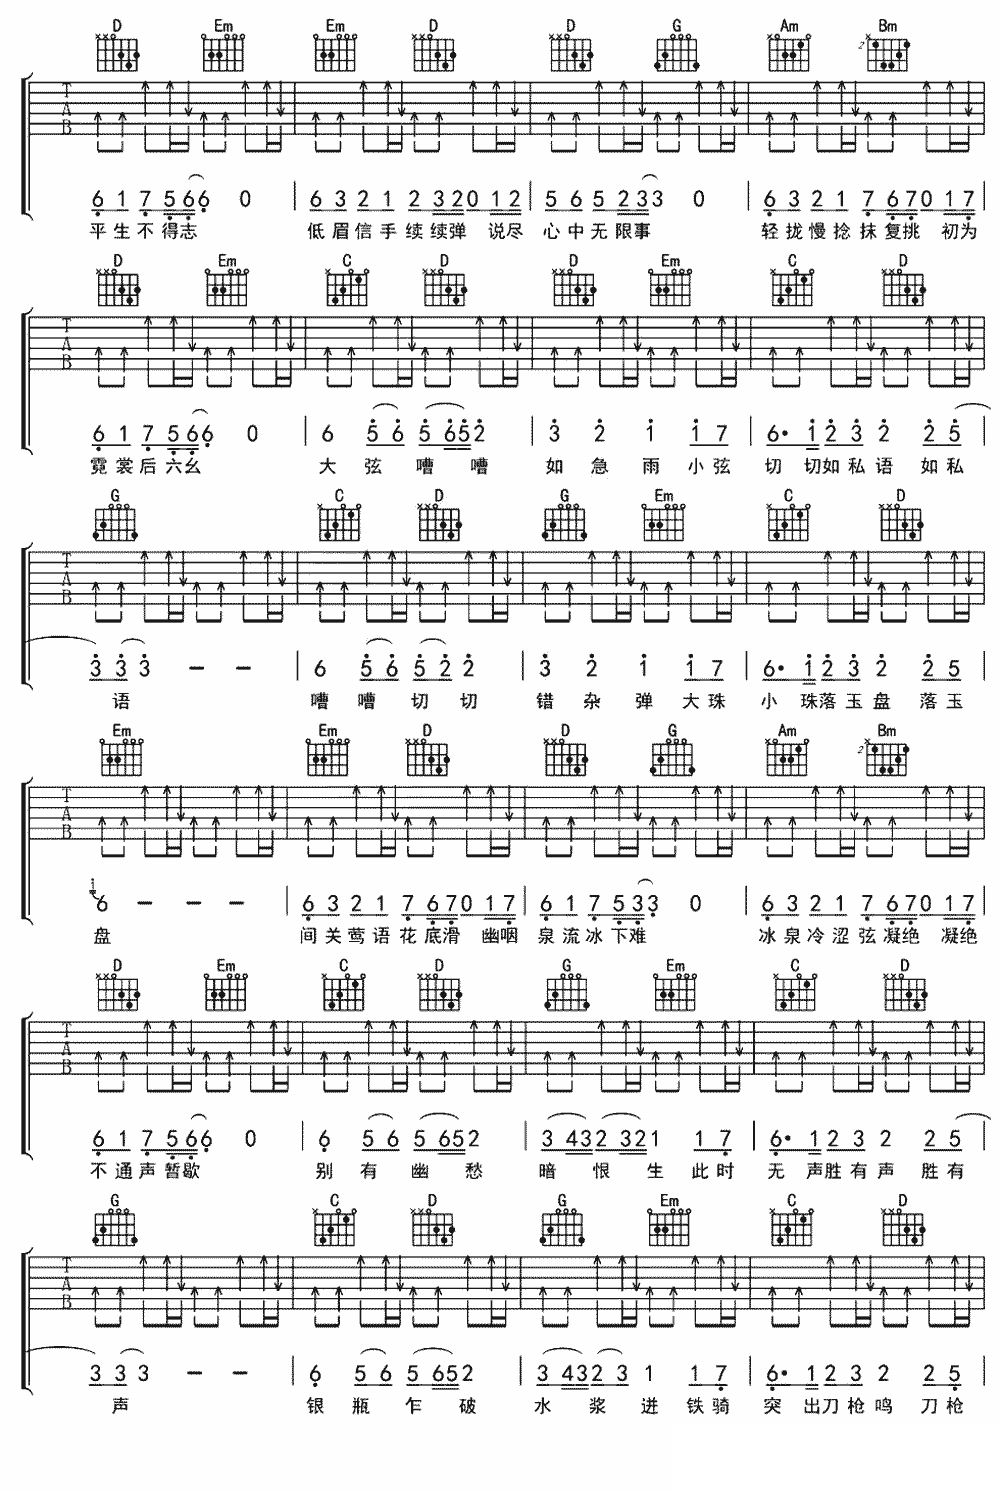 D Em Em D D G Am Bm
2
T A B
6 1 7 5 6 6 0 6 3 2 1 2 3 2 0 1 2 5 6 5 2 3 3 0 6 3 2 1 7 6 7 0 1 7
平生不得志 低眉信手续续弹 说尽 心中无限事 轻拢慢捻抹复挑 初为
D Em C D D Em C D
T A B
6 1 7 5 6 6 0 6 5 6 5 6 5 2 3 2 1 1 7 6· 1 2 3 2 2 5
霓裳后六幺 大弦嘈嘈 如急雨小弦 切切如私语如私
G C D G Em C D
T A B
3 3 3 – – 6 5 6 5 2 2 3 2 1 1 7 6· 1 2 3 2 2 5
语 嘈嘈切切 错杂弹大珠 小珠落玉盘落玉
Em Em D D G Am Bm
2
T A B
1 6 – – – 6 3 2 1 7 6 7 0 1 7 6 1 7 5 3 3 0 6 3 2 1 7 6 7 0 1 7
盘 间关莺语花底滑 幽咽 泉流冰下难 冰泉冷涩弦凝绝 凝绝
D Em C D G Em C D
T A B
6 1 7 5 6 6 0 6 5 6 5 6 5 2 3 4 3 2 3 2 1 1 7 6· 1 2 3 2 2 5
不通声暂歇 别有幽愁 暗恨生此时 无声胜有声胜有
G C D G Em C D
T A B
3 3 3 – – 6 5 6 5 6 5 2 3 4 3 2 3 1 1 7 6· 1 2 3 2 2 5
声 银瓶乍破 水浆迸铁骑 突出刀枪鸣刀枪